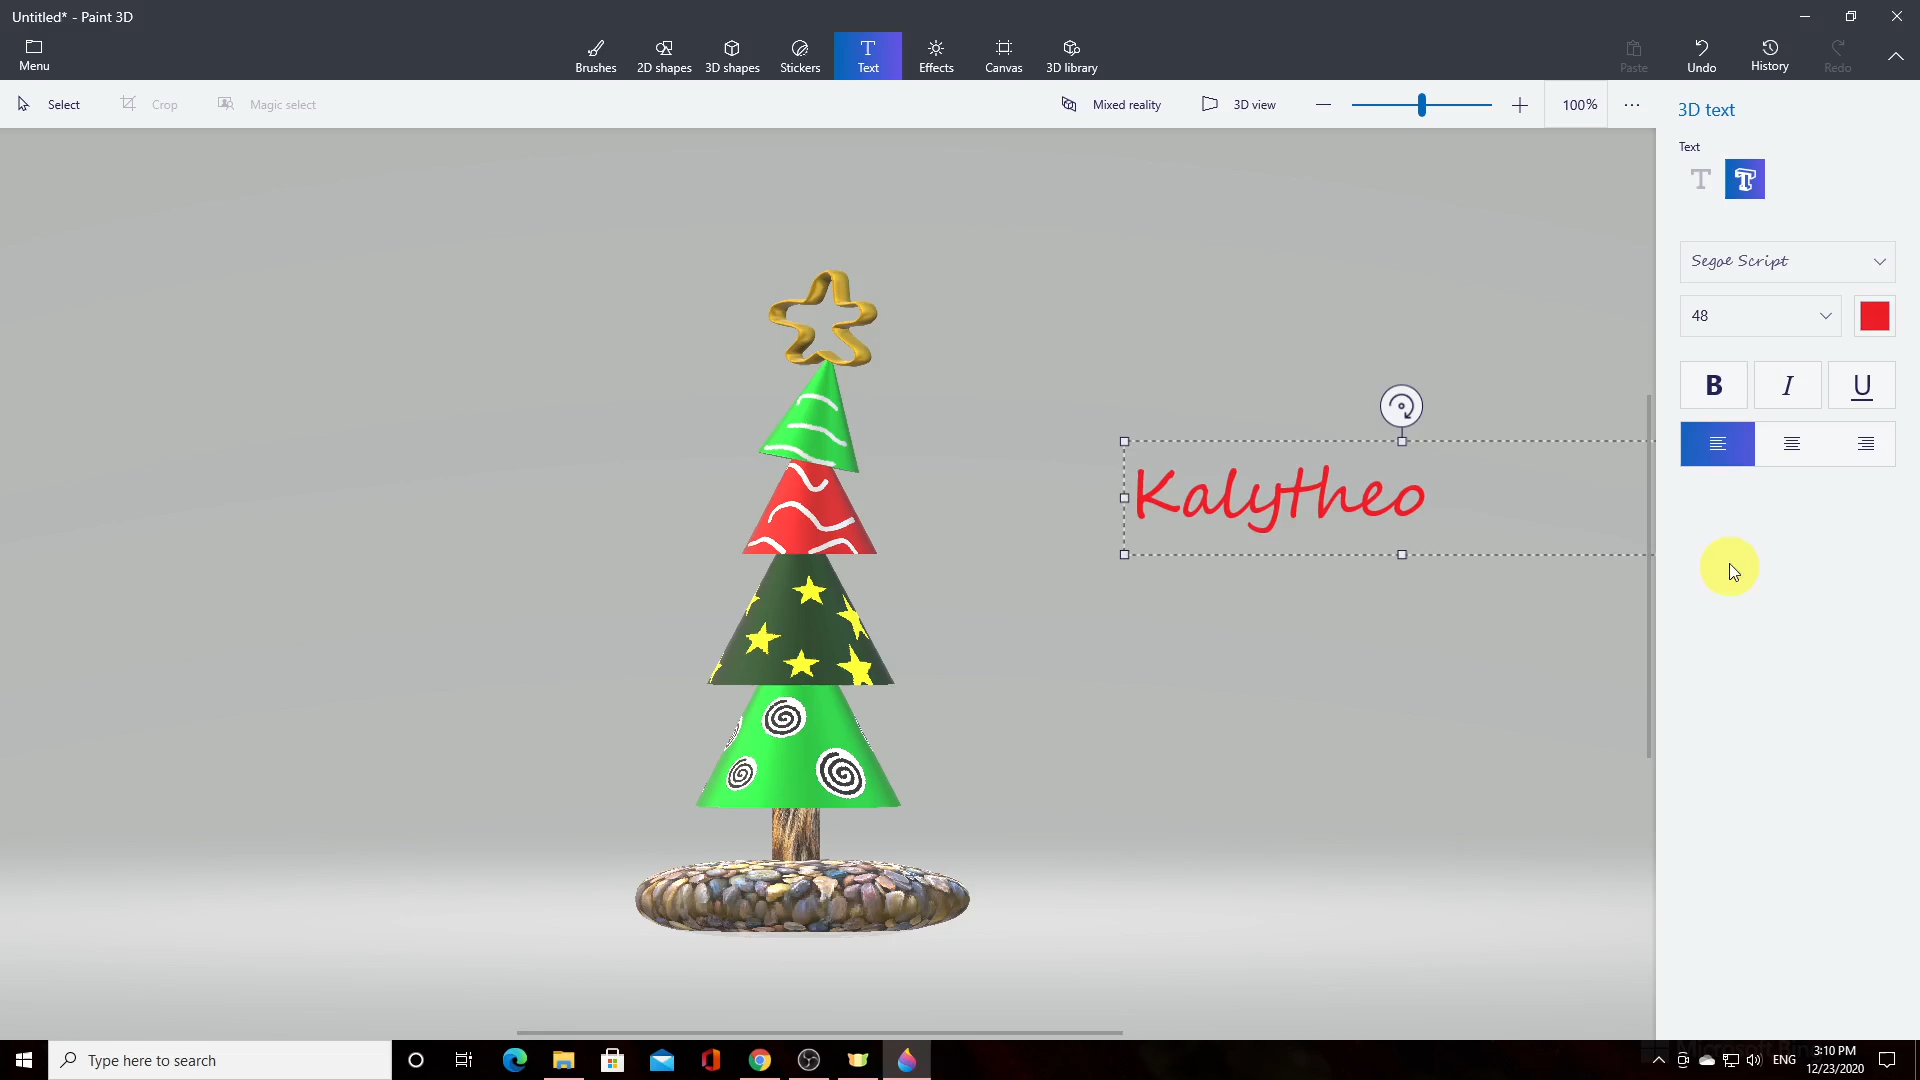 Untitled* - Paint 3D
Menu
Brushes
2D shapes
3D shapes
Stickers
Text
Effects
Canvas
3D library
Paste
Undo
History
Redo
Select
Crop
Magic select
Mixed reality
3D view
100%
3D text
Text
Segoe Script
48
B
I
U
Kalytheo
Type here to search
ENG
3:10 PM
12/23/2020